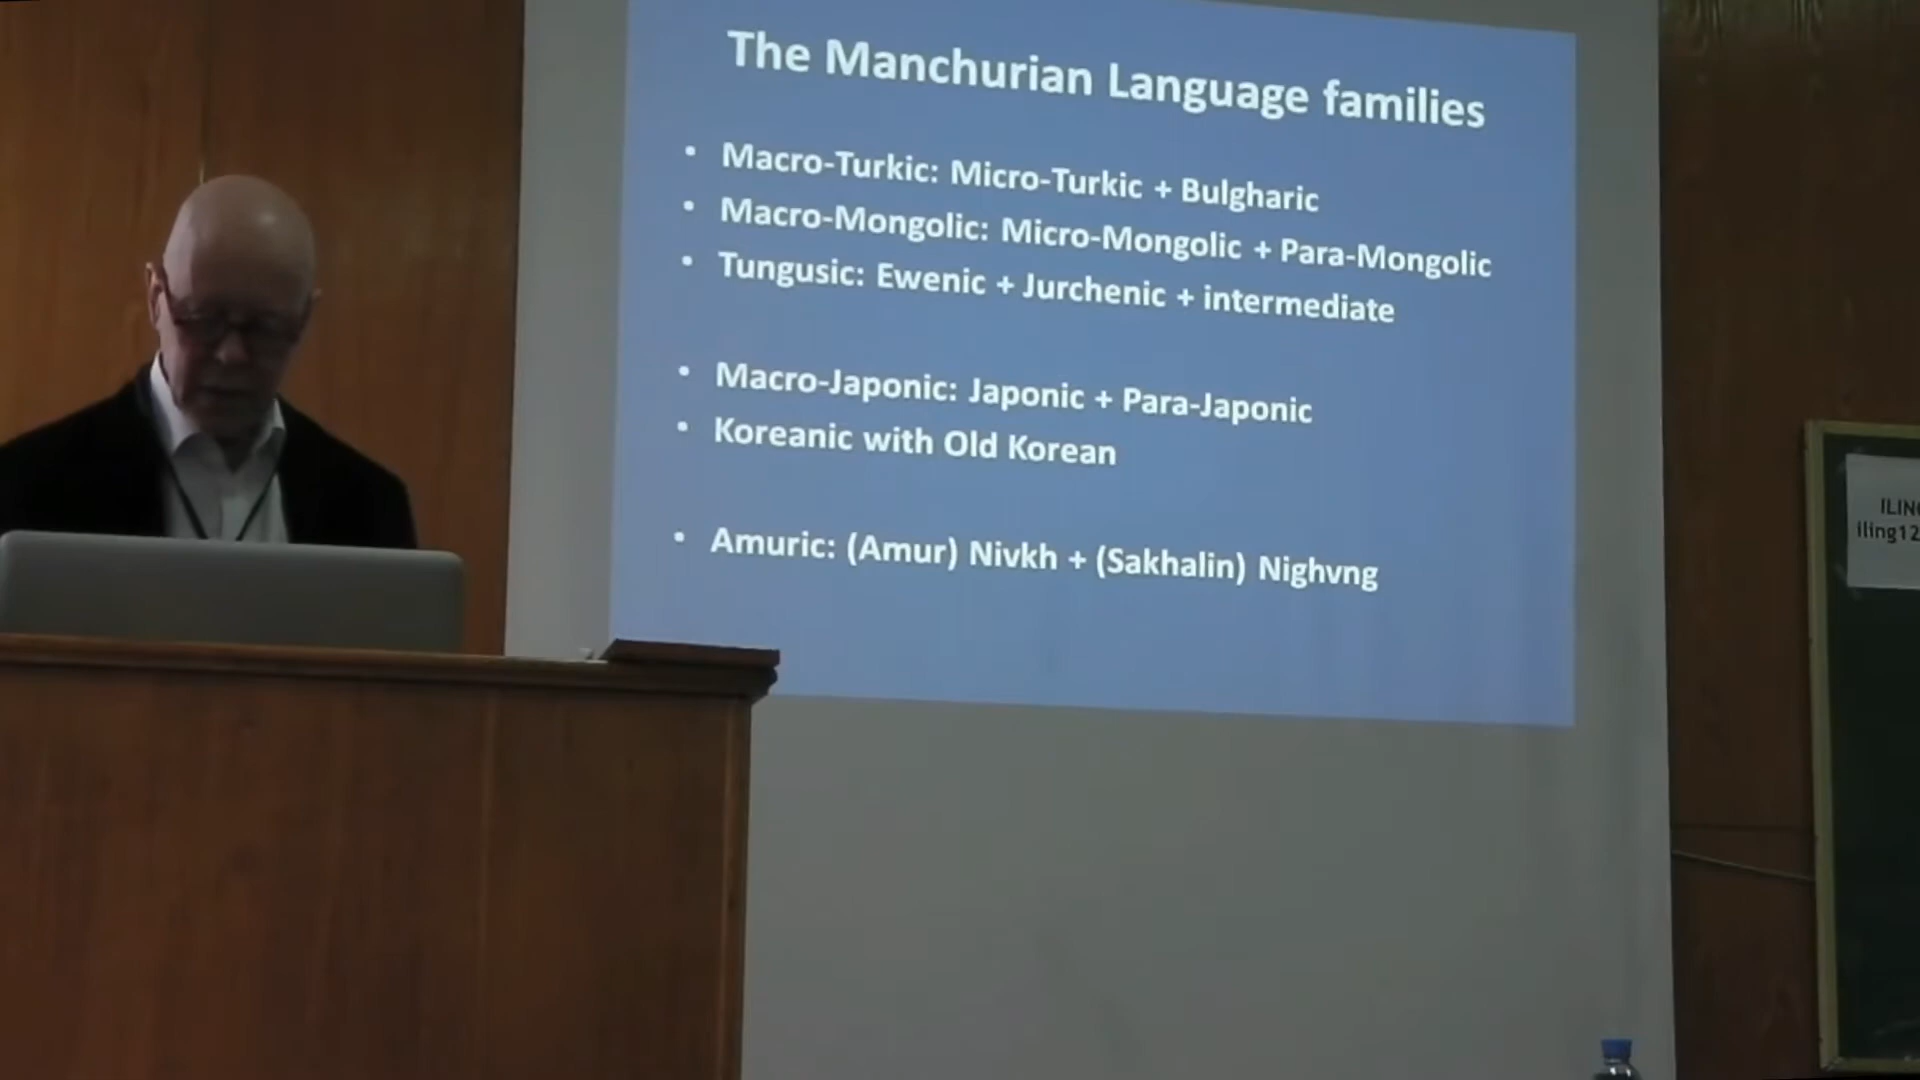 The Manchurian Language families
• Macro-Turkic: Micro-Turkic + Bulgharic
• Macro-Mongolic: Micro-Mongolic + Para-Mongolic
• Tungusic: Ewenic + Jurchenic + intermediate
• Macro-Japonic: Japonic + Para-Japonic
• Koreanic with Old Korean
• Amuric: (Amur) Nivkh + (Sakhalin) Nighvng
iling12